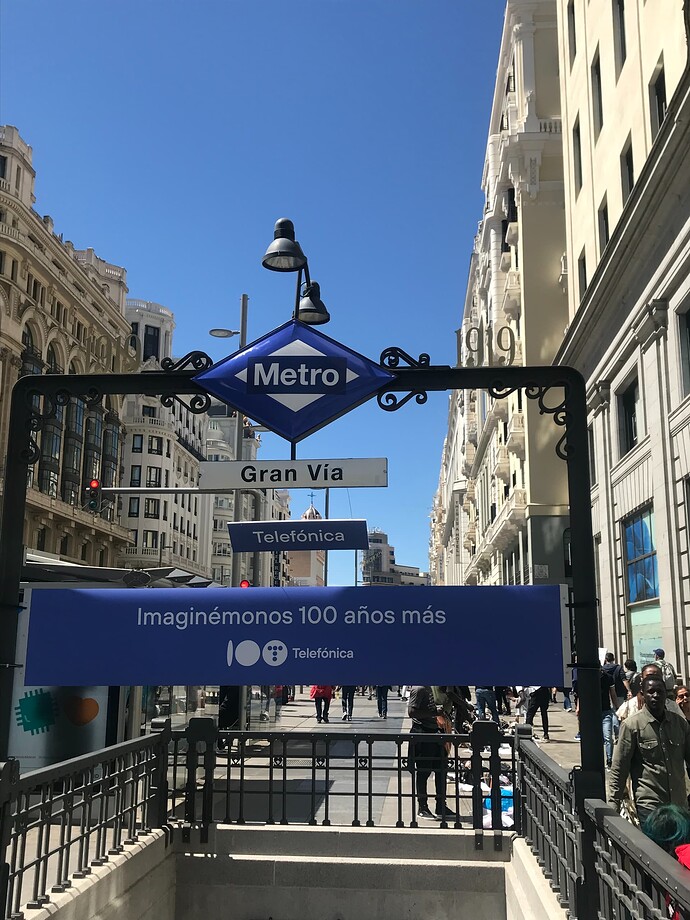 1919
Metro
Gran Vía
Telefónica
Imaginémonos 100 años más
100 Telefónica